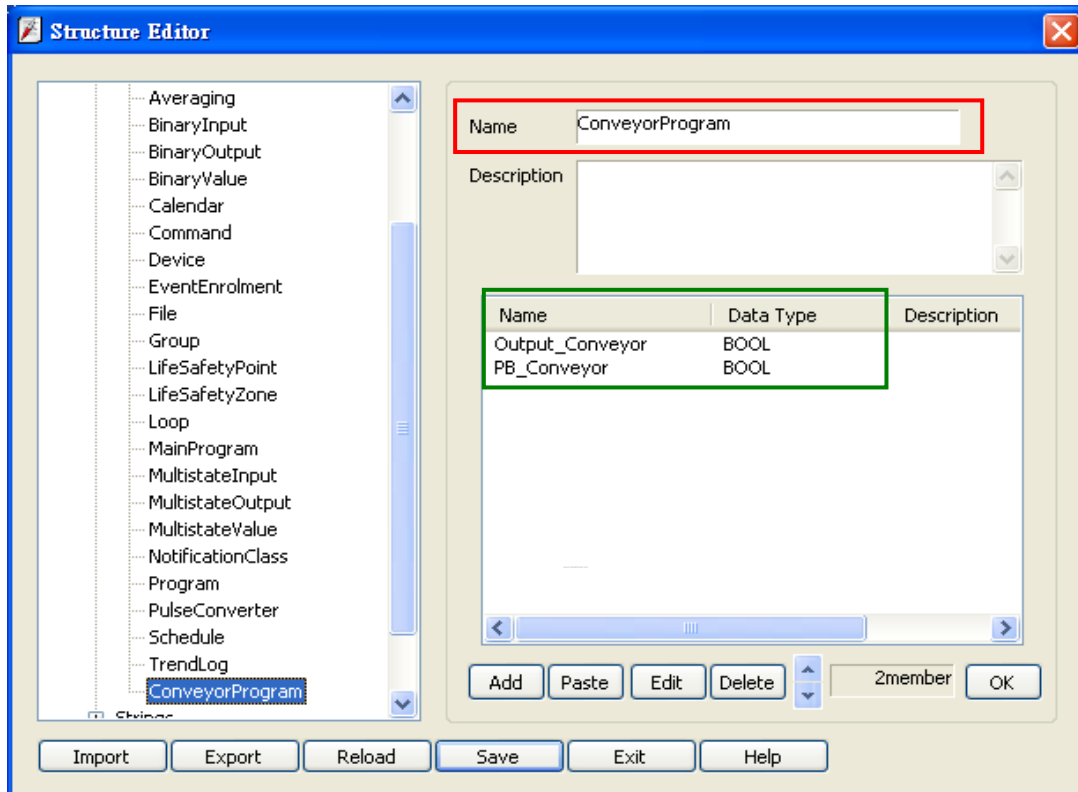 Structure Editor
Averaging
BinaryInput
BinaryOutput
BinaryValue
Calendar
Command
Device
EventEnrolment
File
Group
LifeSafetyPoint
LifeSafetyZone
Loop
MainProgram
MultistateInput
MultistateOutput
MultistateValue
NotificationClass
Program
PulseConverter
Schedule
TrendLog
ConveyorProgram
Strings
Name ConveyorProgram
Description
Name Data Type Description
Output_Conveyor BOOL
PB_Conveyor BOOL
Add Paste Edit Delete 2member OK
Import Export Reload Save Exit Help